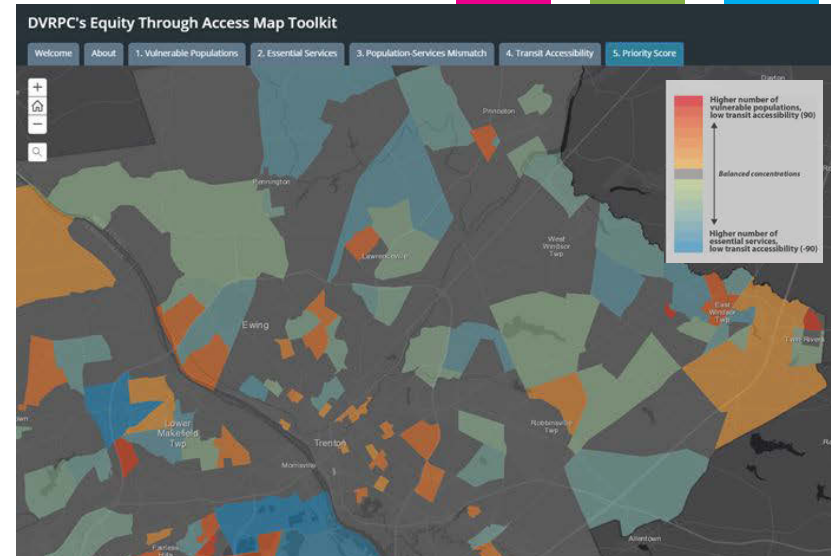 DVRPC's Equity Through Access Map Toolkit
Welcome
About
1. Vulnerable Populations
2. Essential Services
3. Population-Services Mismatch
4. Transit Accessibility
5. Priority Score
+
−
Higher number of
vulnerable populations,
low transit accessibility (90)
Balanced concentrations
Higher number of
essential services,
low transit accessibility (-90)
Dayton
Princeton
Pennington
Lawrenceville
West
Windsor
Twp
East
Windsor
Twp
Ewing
Robbinsville
Twp
Lower
Makefield
Twp
Trenton
Morrisville
Allentown
Fairless
Hills